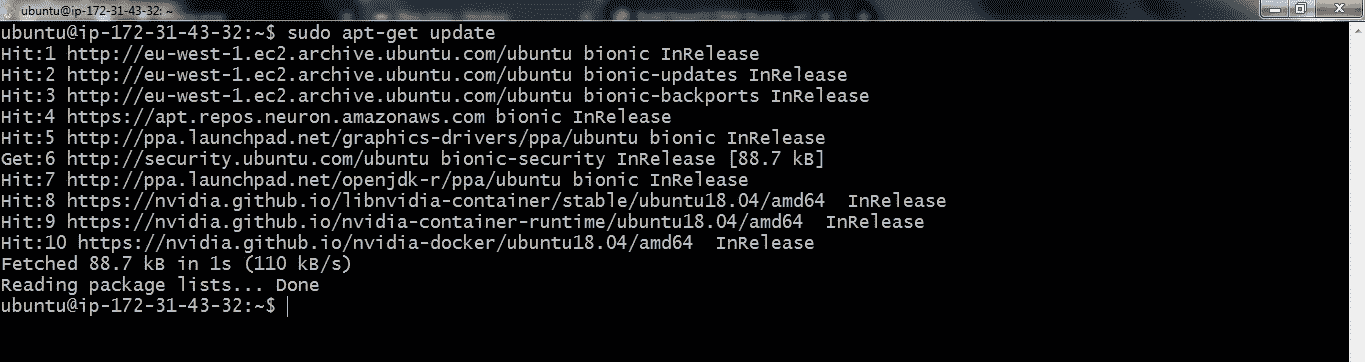 ubuntu@ip-172-31-43-32: ~
ubuntu@ip-172-31-43-32:~$ sudo apt-get update
Hit:1 http://eu-west-1.ec2.archive.ubuntu.com/ubuntu bionic InRelease
Hit:2 http://eu-west-1.ec2.archive.ubuntu.com/ubuntu bionic-updates InRelease
Hit:3 http://eu-west-1.ec2.archive.ubuntu.com/ubuntu bionic-backports InRelease
Hit:4 https://apt.repos.neuron.amazonaws.com bionic InRelease
Hit:5 http://ppa.launchpad.net/graphics-drivers/ppa/ubuntu bionic InRelease
Get:6 http://security.ubuntu.com/ubuntu bionic-security InRelease [88.7 kB]
Hit:7 http://ppa.launchpad.net/openjdk-r/ppa/ubuntu bionic InRelease
Hit:8 https://nvidia.github.io/libnvidia-container/stable/ubuntu18.04/amd64  InRelease
Hit:9 https://nvidia.github.io/nvidia-container-runtime/ubuntu18.04/amd64  InRelease
Hit:10 https://nvidia.github.io/nvidia-docker/ubuntu18.04/amd64  InRelease
Fetched 88.7 kB in 1s (110 kB/s)
Reading package lists... Done
ubuntu@ip-172-31-43-32:~$